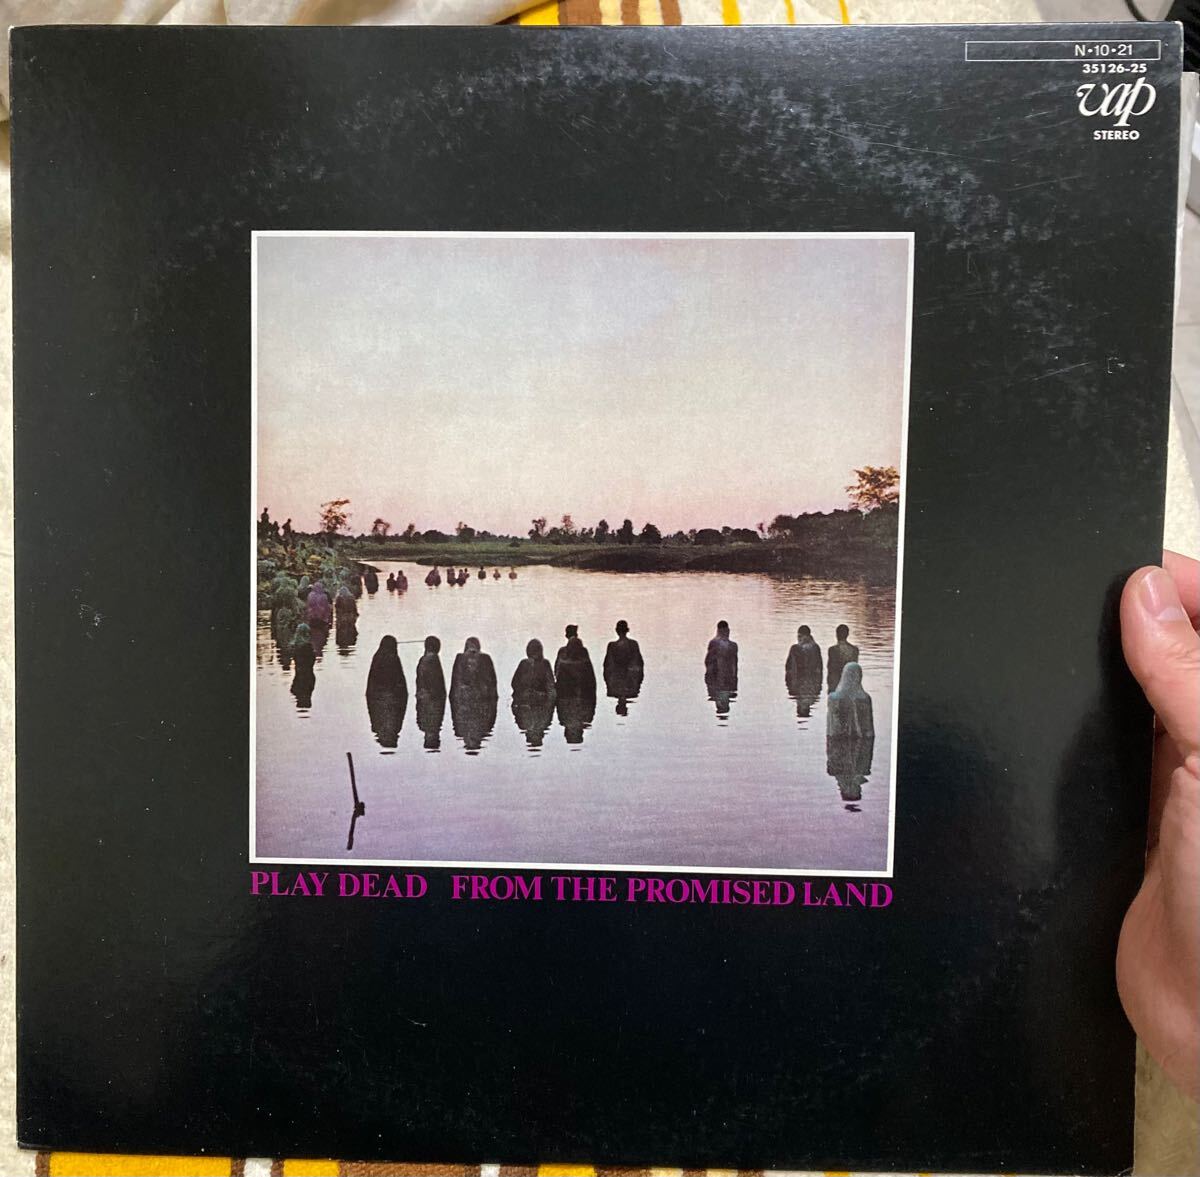 N•10•21
35126-25
vap
STEREO
PLAY DEAD FROM THE PROMISED LAND